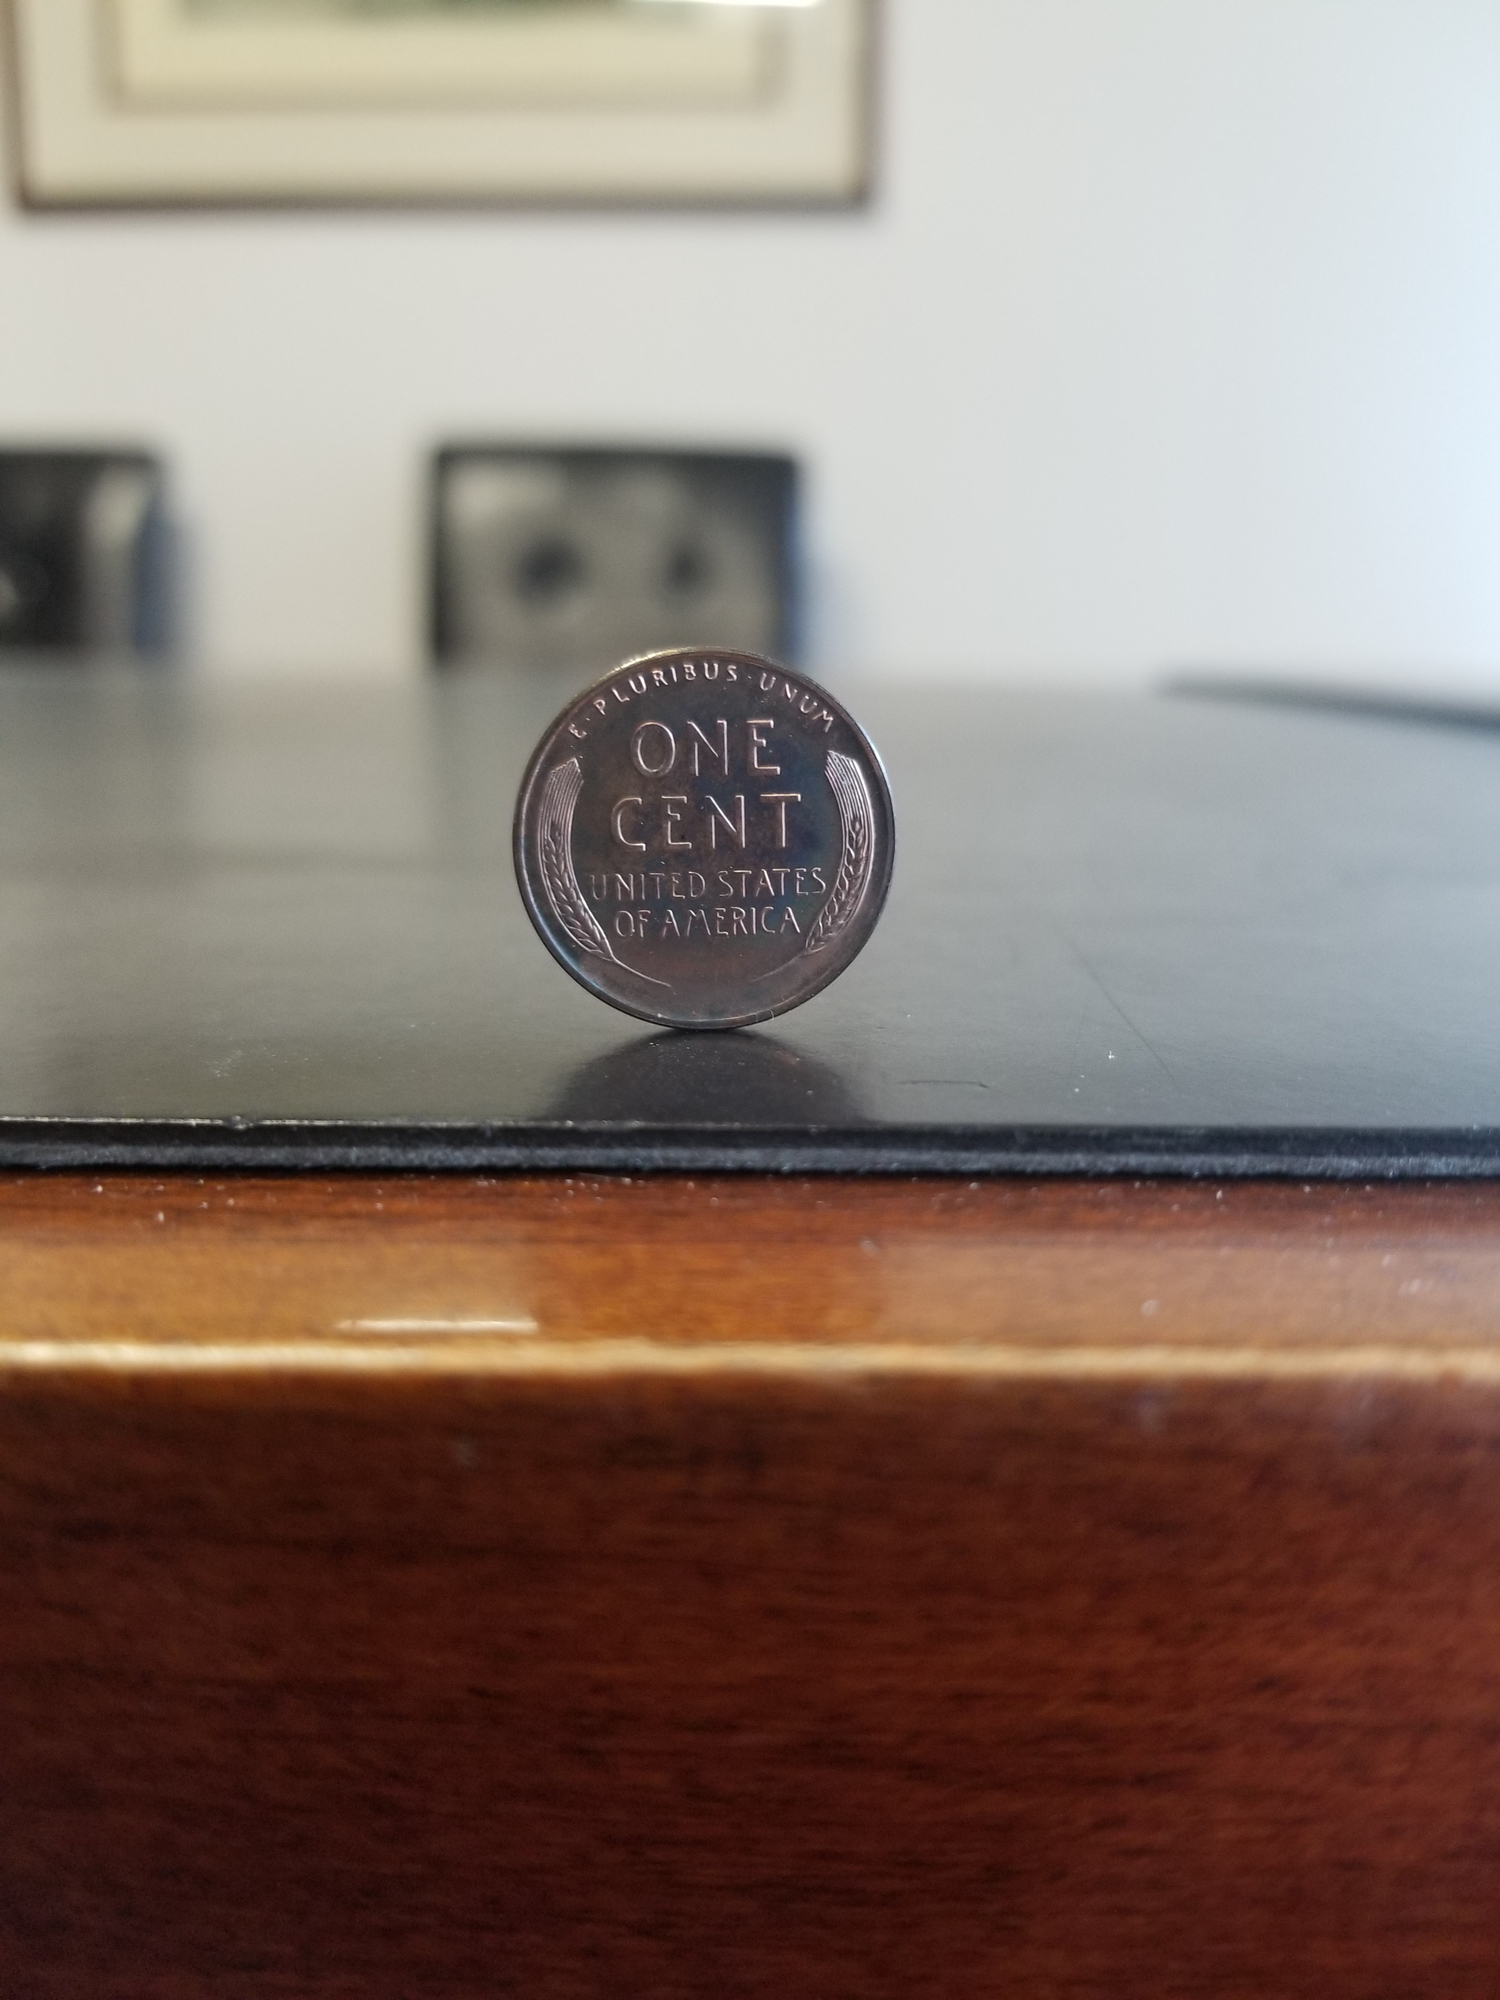 E · PLURIBUS · UNUM
ONE
CENT
UNITED STATES
OF AMERICA